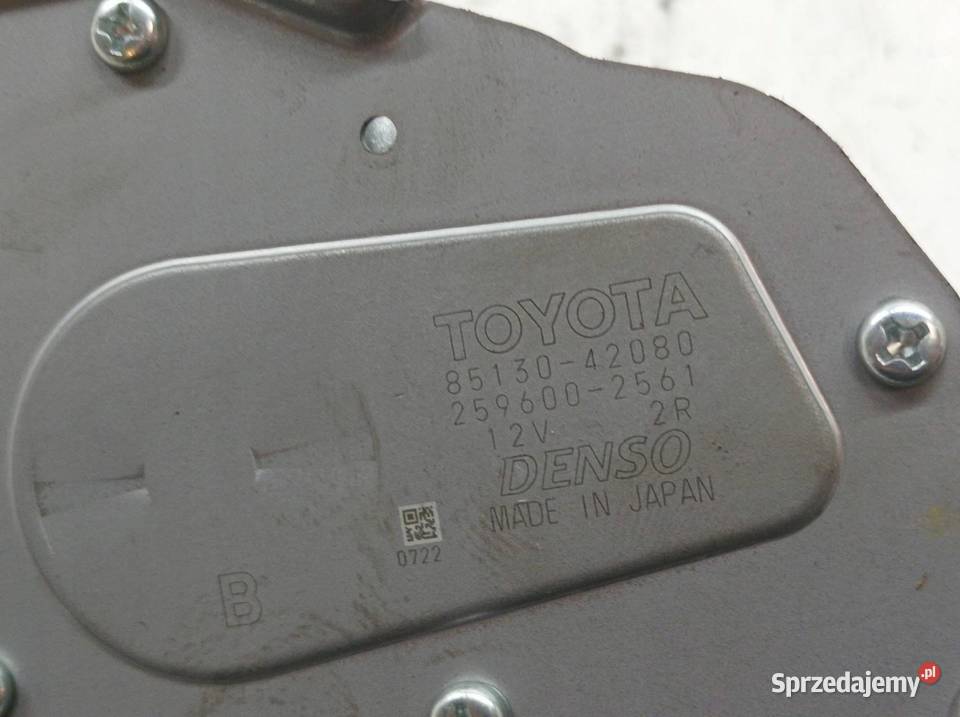 TOYOTA
85130-42080
259600-2561
12V 2R
DENSO
MADE IN JAPAN
0722
B
Sprzedajemy.pl